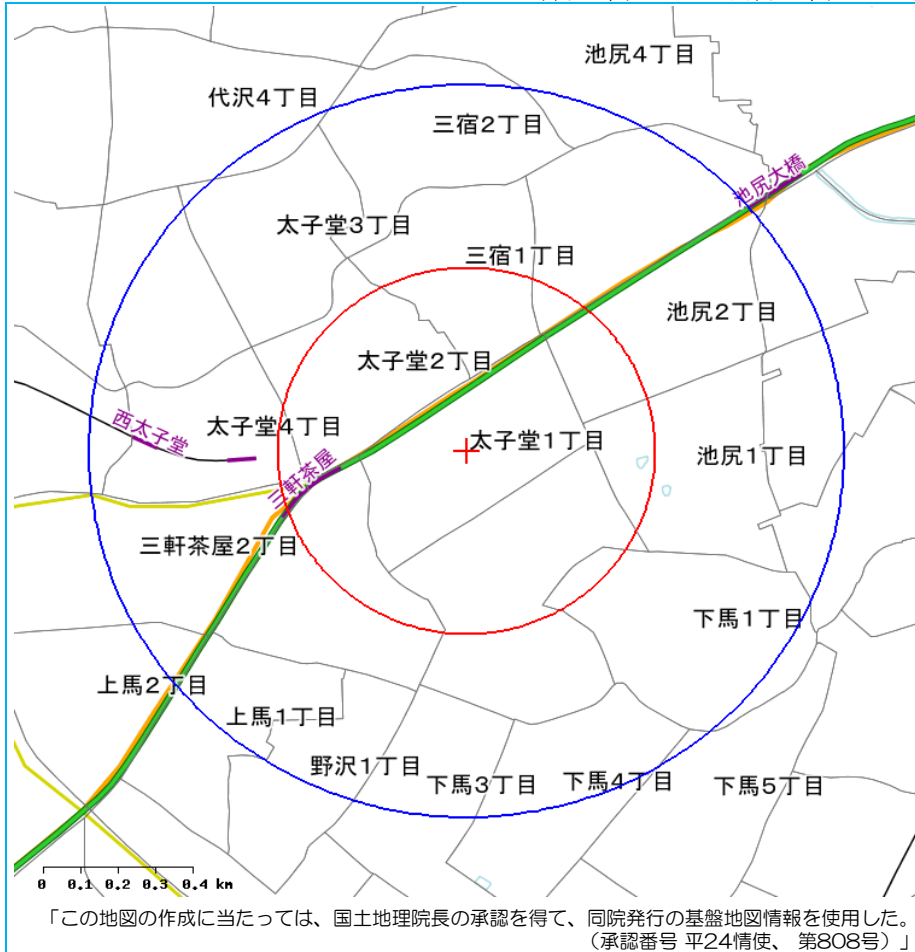 池尻4丁目
代沢4丁目
三宿2丁目
池尻大橋
太子堂3丁目
三宿1丁目
池尻2丁目
太子堂2丁目
西太子堂
太子堂4丁目
太子堂1丁目
池尻1丁目
三軒茶屋
三軒茶屋2丁目
下馬1丁目
上馬2丁目
上馬1丁目
野沢1丁目
下馬3丁目
下馬4丁目
下馬5丁目
0 0.1 0.2 0.3 0.4 km
「この地図の作成に当たっては、国土地理院長の承認を得て、同院発行の基盤地図情報を使用した。
(承認番号 平24情使、 第808号)」